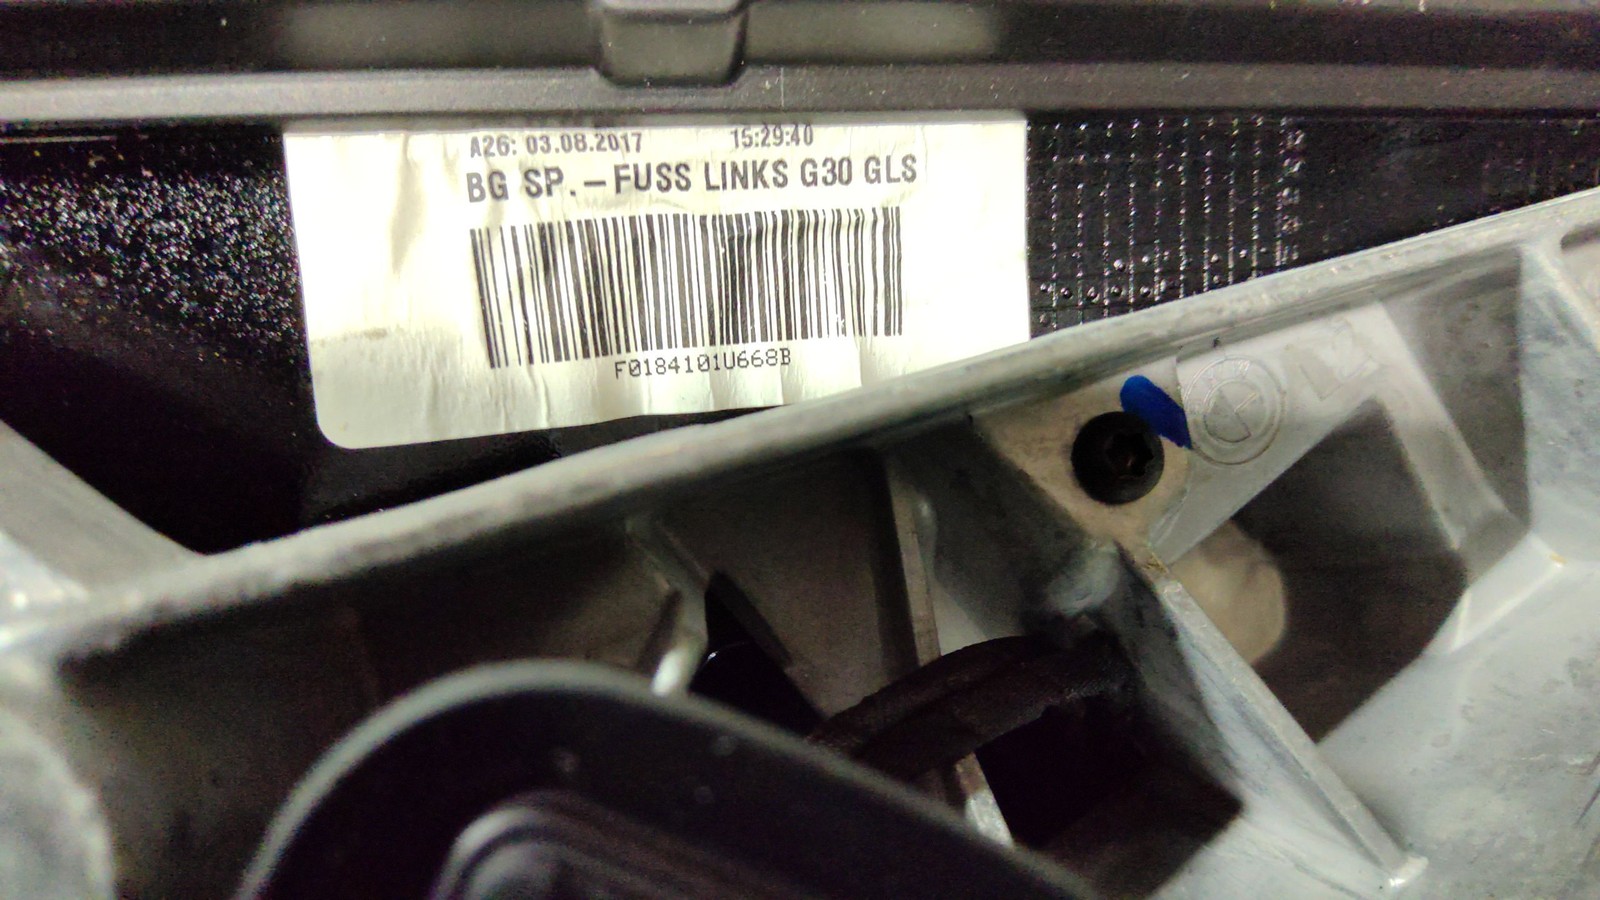 A26: 03.08.2017 15:29:40
BG SP.-FUSS LINKS G30 GLS
F0184101U668B